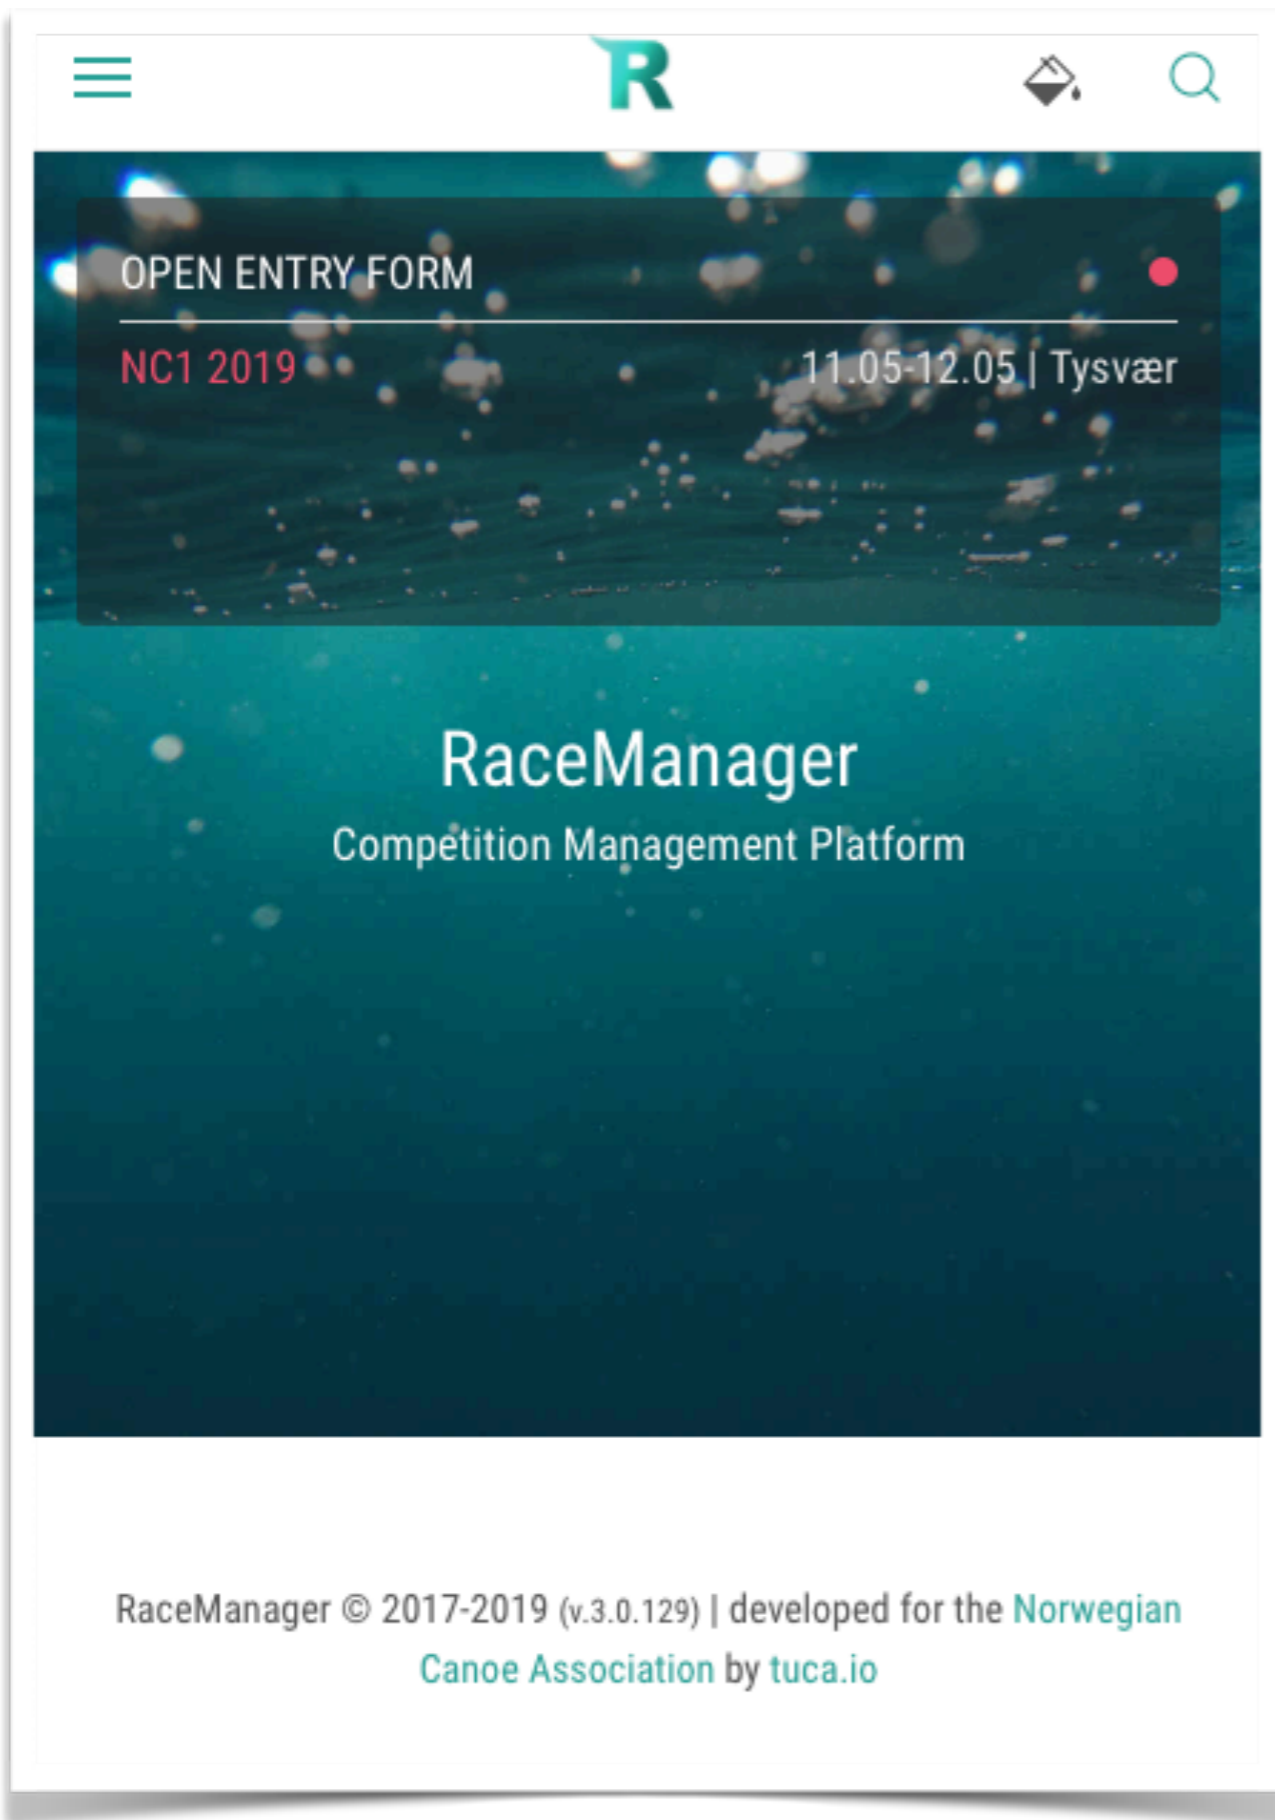 R
OPEN ENTRY FORM
NC1 2019 11.05-12.05 | Tysvær
RaceManager
Competition Management Platform
RaceManager © 2017-2019 (v.3.0.129) | developed for the Norwegian
Canoe Association by tuca.io